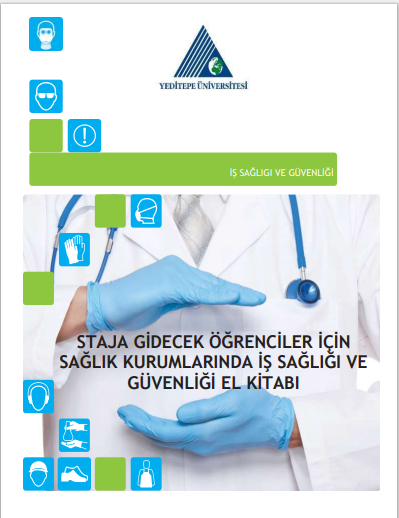 YEDİTEPE ÜNİVERSİTESİ
İŞ SAĞLIGI VE GÜVENLİĞİ
STAJA GİDECEK ÖĞRENCİLER İÇİN
SAĞLIK KURUMLARINDA İŞ SAĞLIĞI VE
GÜVENLİĞİ EL KİTABI